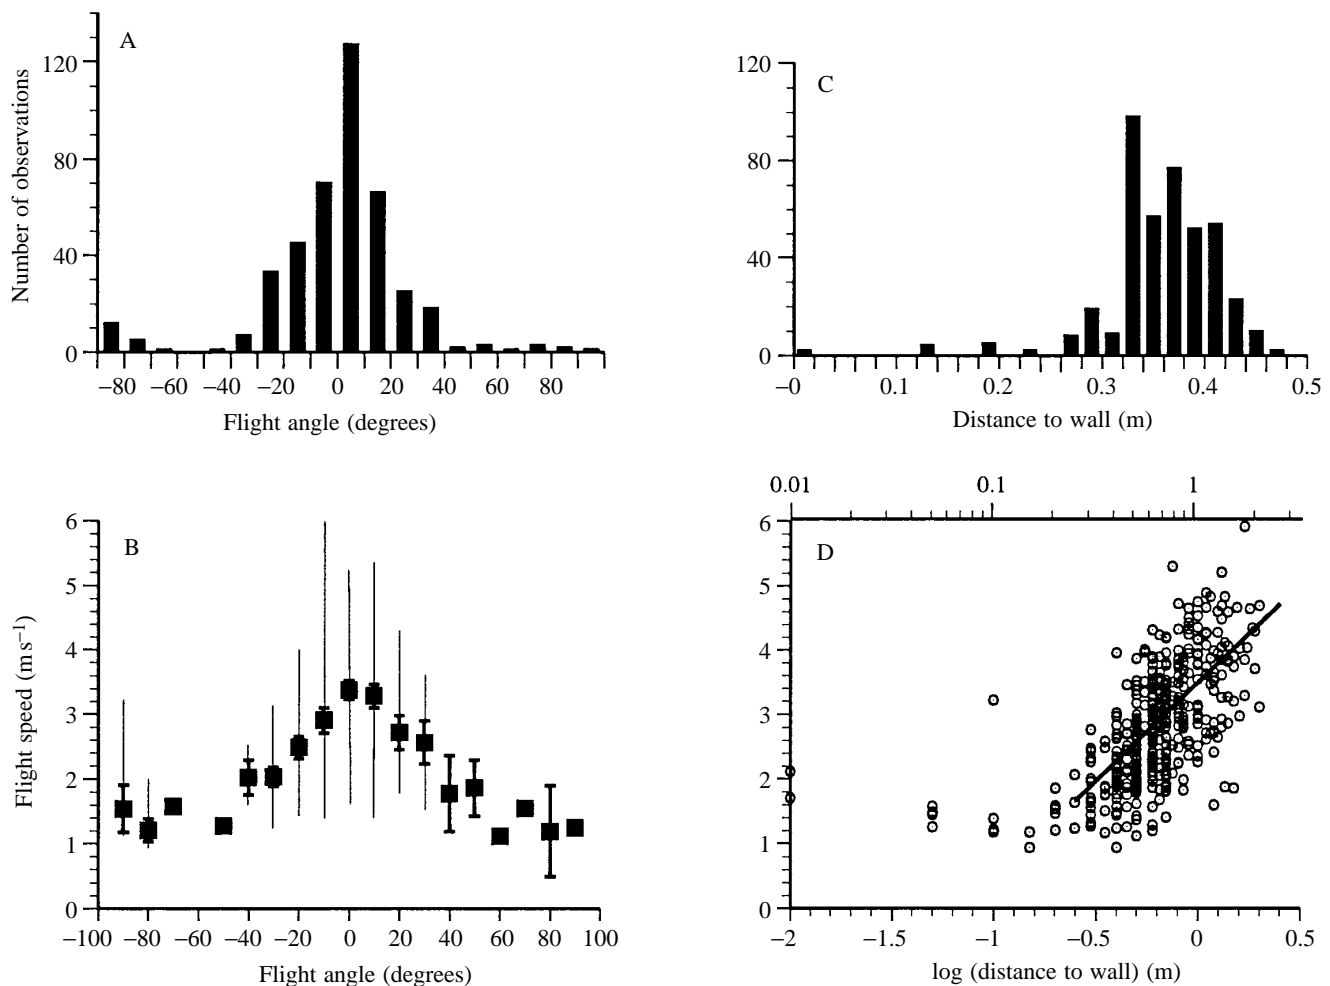 A
120
80
40
0
Number of observations
−80 −60 −20 0 20 40 60 80
Flight angle (degrees)
C
120
80
40
0
−0 0.1 0.2 0.3 0.4 0.5
Distance to wall (m)
B
6
5
4
3
2
1
0
Flight speed (m s−1)
−100 −80 −60 −40 −20 0 20 40 60 80 100
Flight angle (degrees)
0.01 0.1 1
D
6
5
4
3
2
1
0
−2 −1.5 −1 −0.5 0 0.5
log (distance to wall) (m)